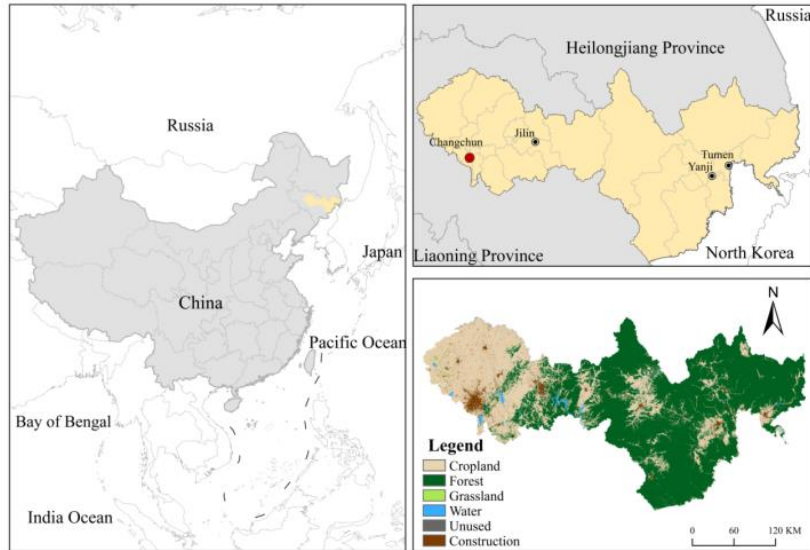 Russia
China
Japan
Pacific Ocean
Bay of Bengal
India Ocean
Russia
Heilongjiang Province
Changchun
Jilin
Tumen
Yanji
Liaoning Province
North Korea
N
Legend
Cropland
Forest
Grassland
Water
Unused
Construction
0 60 120 KM